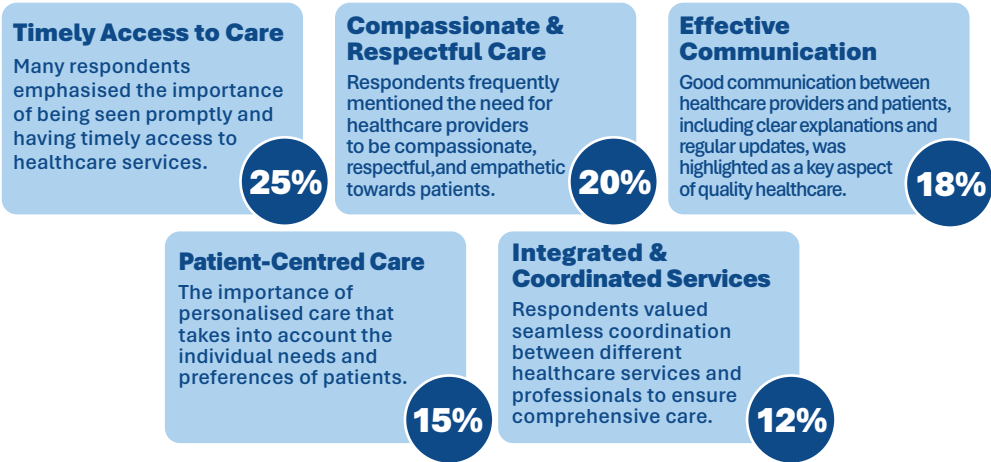 Timely Access to Care
Many respondents
emphasised the importance
of being seen promptly and
having timely access to
healthcare services.
25%
Compassionate &
Respectful Care
Respondents frequently
mentioned the need for
healthcare providers
to be compassionate,
respectful,and empathetic
towards patients.
20%
Effective
Communication
Good communication between
healthcare providers and patients,
including clear explanations and
regular updates, was
highlighted as a key aspect
of quality healthcare.
18%
Patient-Centred Care
The importance of
personalised care that
takes into account the
individual needs and
preferences of patients.
15%
Integrated &
Coordinated Services
Respondents valued
seamless coordination
between different
healthcare services and
professionals to ensure
comprehensive care.
12%